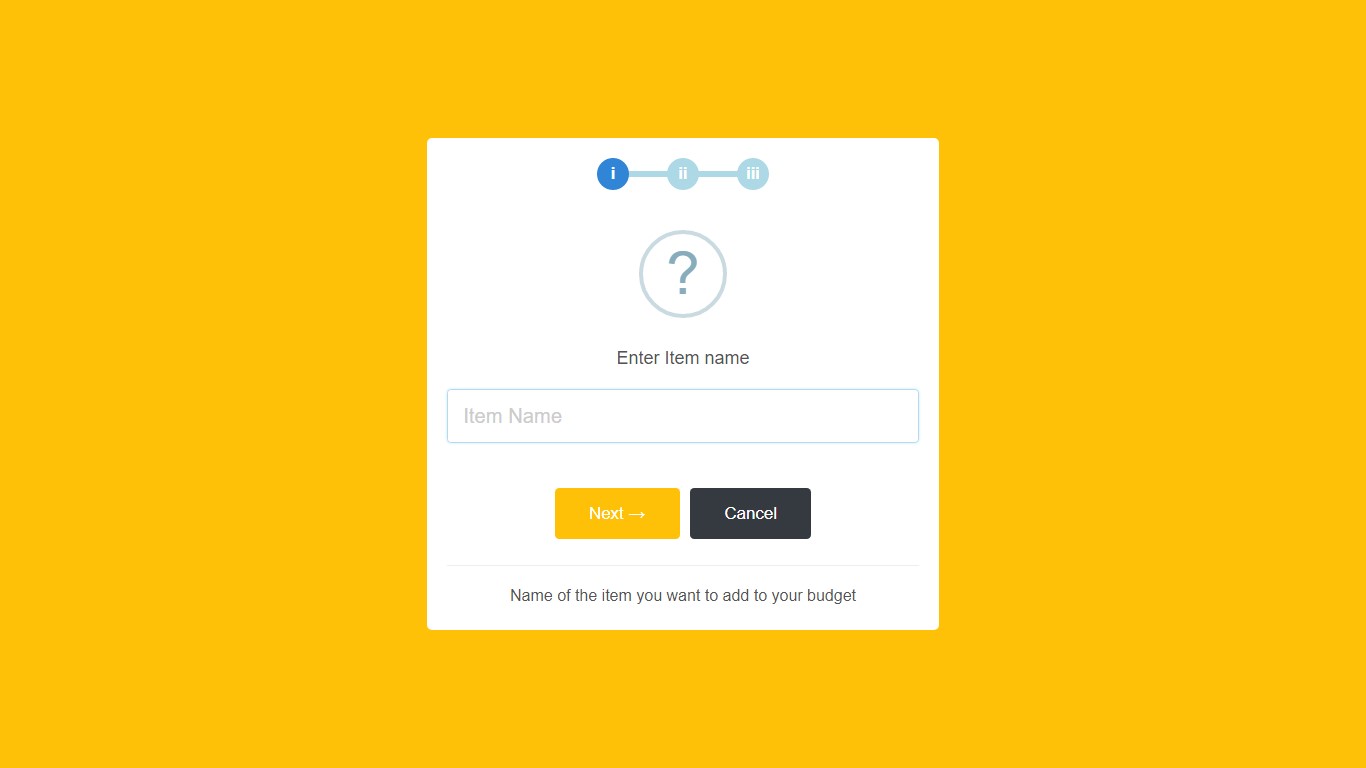 i ii iii
?
Enter Item name
Item Name
Next → Cancel
Name of the item you want to add to your budget